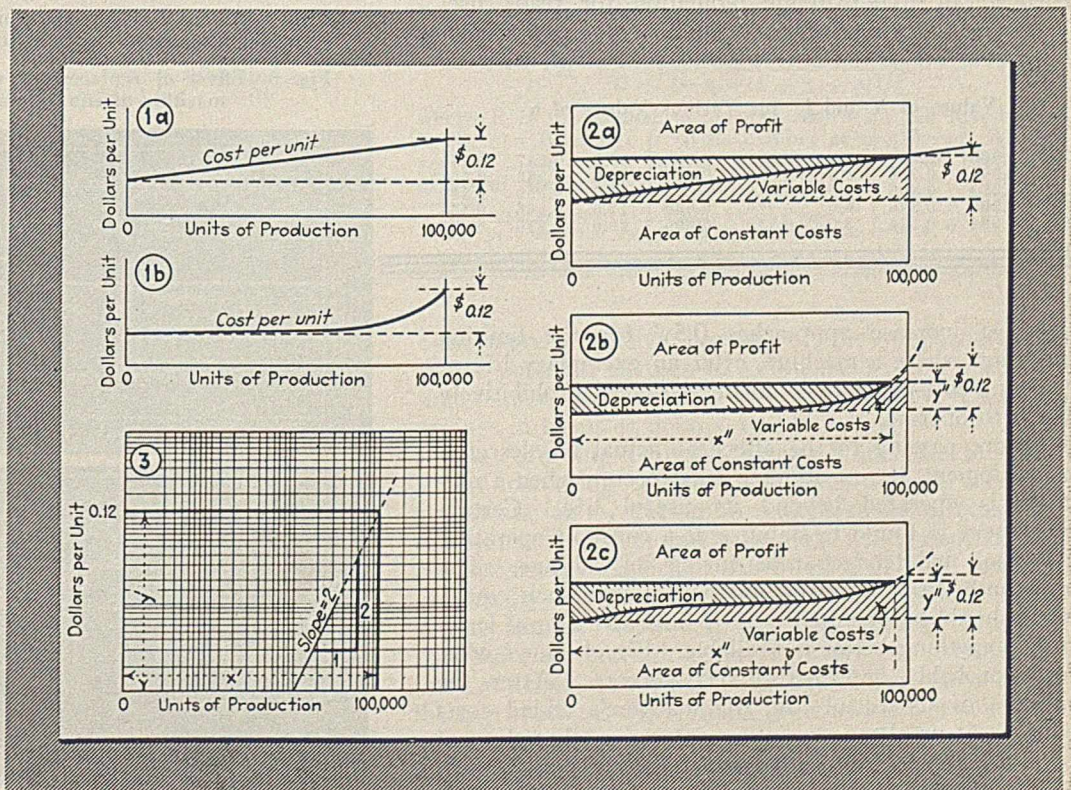 1a
Dollars per Unit
Cost per unit
$0.12
0
Units of Production
100,000
1b
Dollars per Unit
Cost per unit
$0.12
0
Units of Production
100,000
3
Dollars per Unit
0.12
y'
Slope=2
2
1
x'
0
Units of Production
100,000
2a
Dollars per Unit
Area of Profit
Depreciation
Variable Costs
$0.12
Area of Constant Costs
0
Units of Production
100,000
2b
Dollars per Unit
Area of Profit
$0.12
y"
Depreciation
Variable Costs
x"
Area of Constant Costs
0
Units of Production
100,000
2c
Dollars per Unit
Area of Profit
$0.12
y"
Depreciation
Variable Costs
x"
Area of Constant Costs
0
Units of Production
100,000